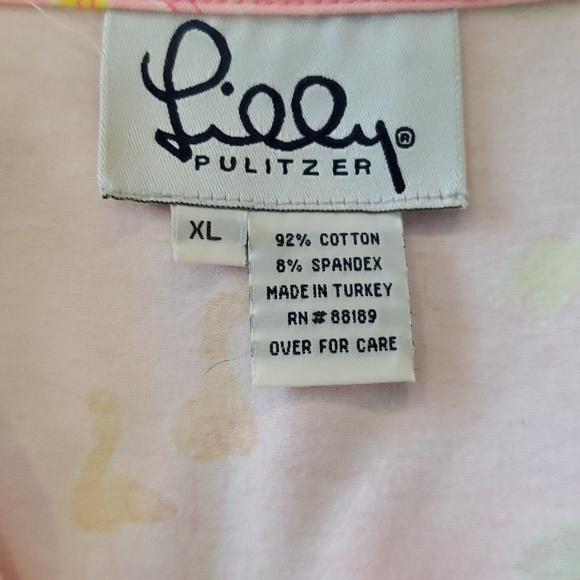 Lilly®
PULITZER
XL
92% COTTON
8% SPANDEX
MADE IN TURKEY
RN#88189
OVER FOR CARE